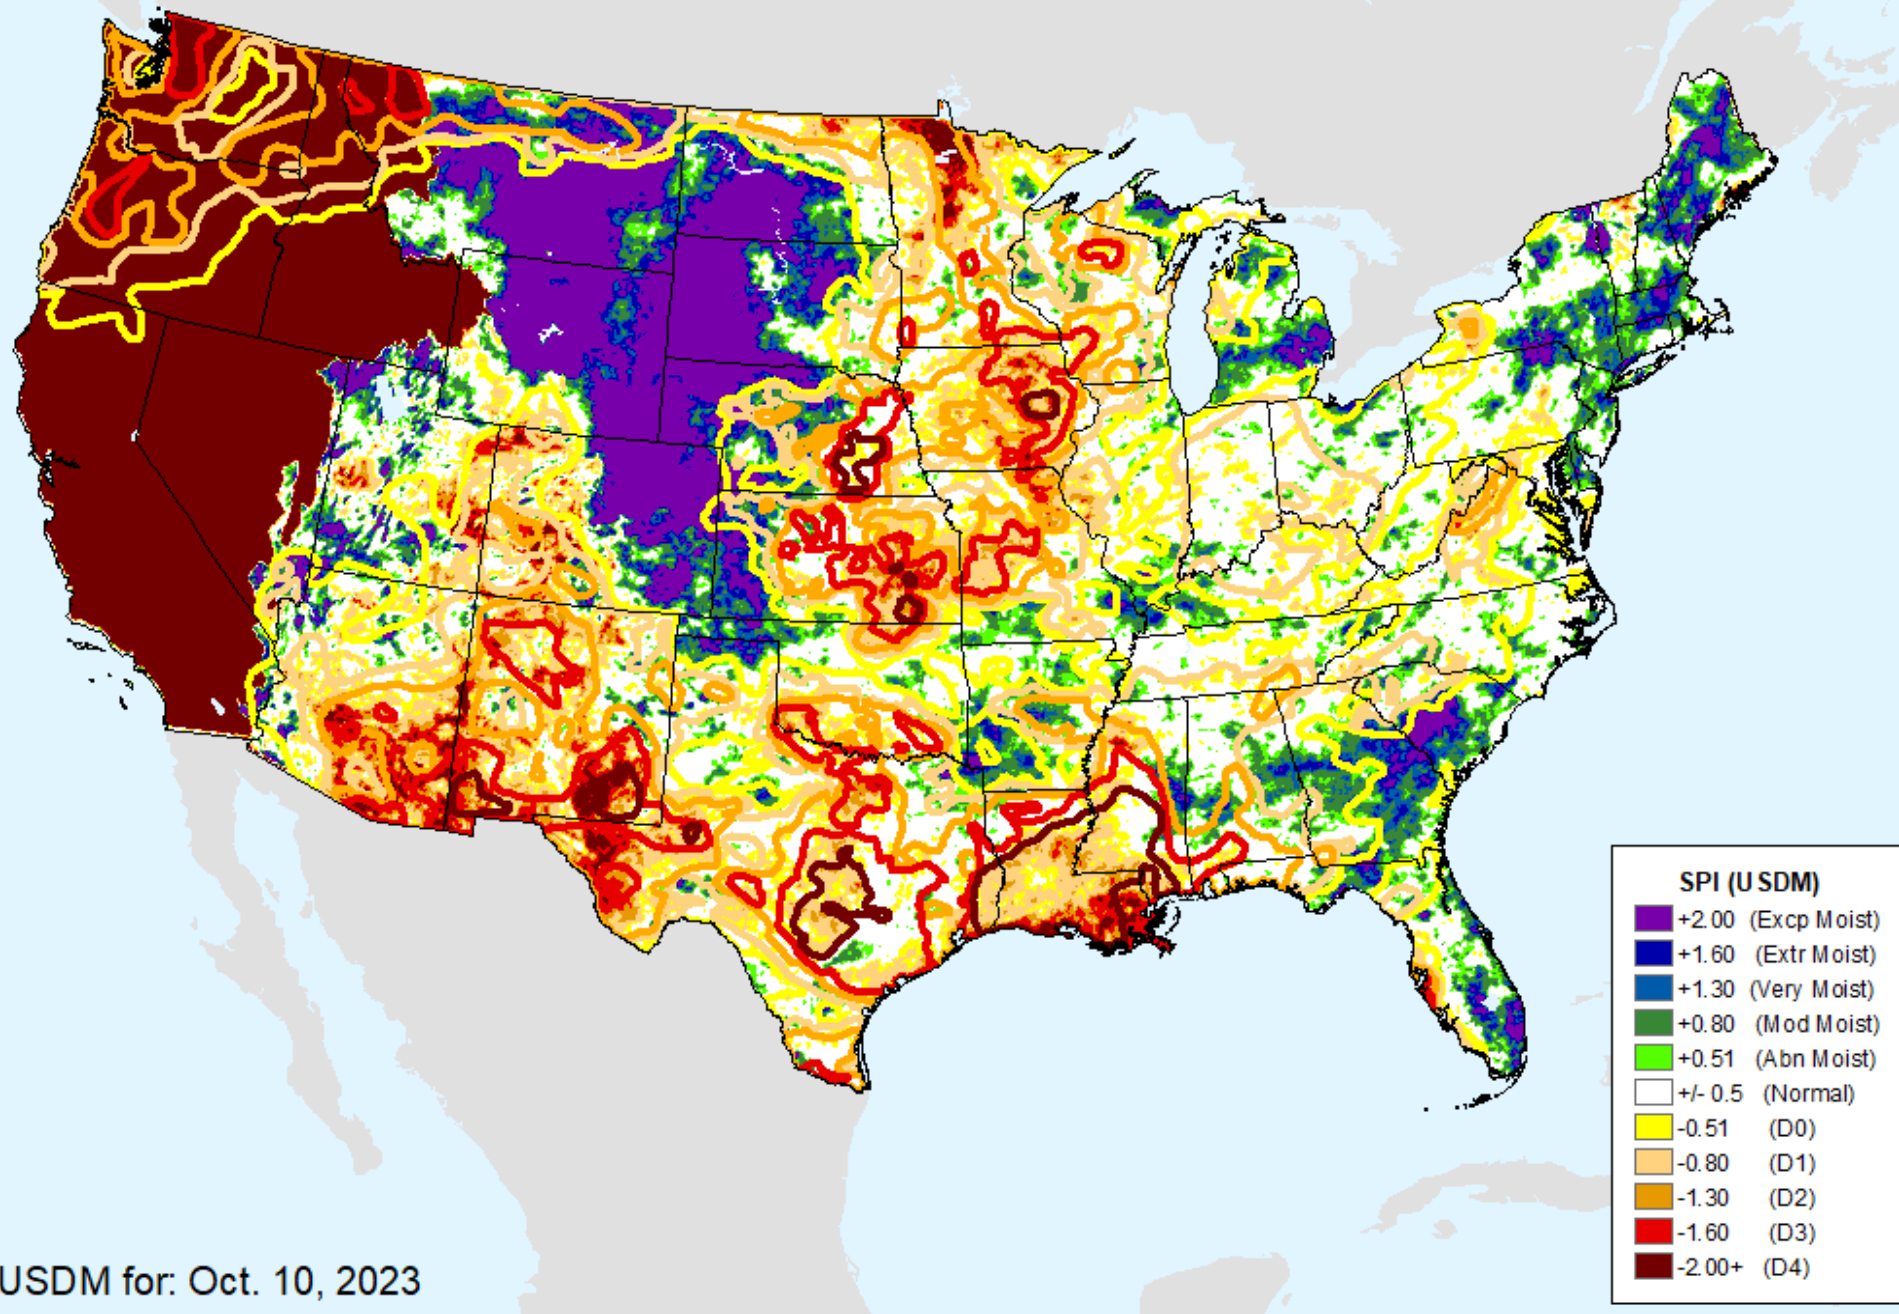 SPI (USDM)
+2.00 (Excp Moist)
+1.60 (Extr Moist)
+1.30 (Very Moist)
+0.80 (Mod Moist)
+0.51 (Abn Moist)
+/- 0.5 (Normal)
-0.51 (D0)
-0.80 (D1)
-1.30 (D2)
-1.60 (D3)
-2.00+ (D4)
USDM for: Oct. 10, 2023